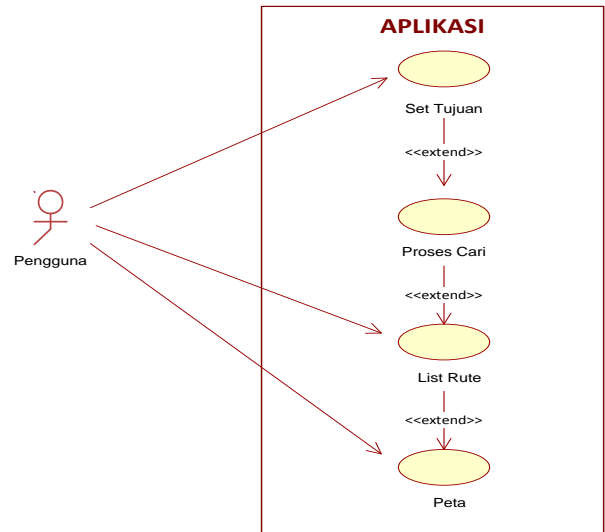 APLIKASI
Set Tujuan
<<extend>>
Pengguna
Proses Cari
<<extend>>
List Rute
<<extend>>
Peta